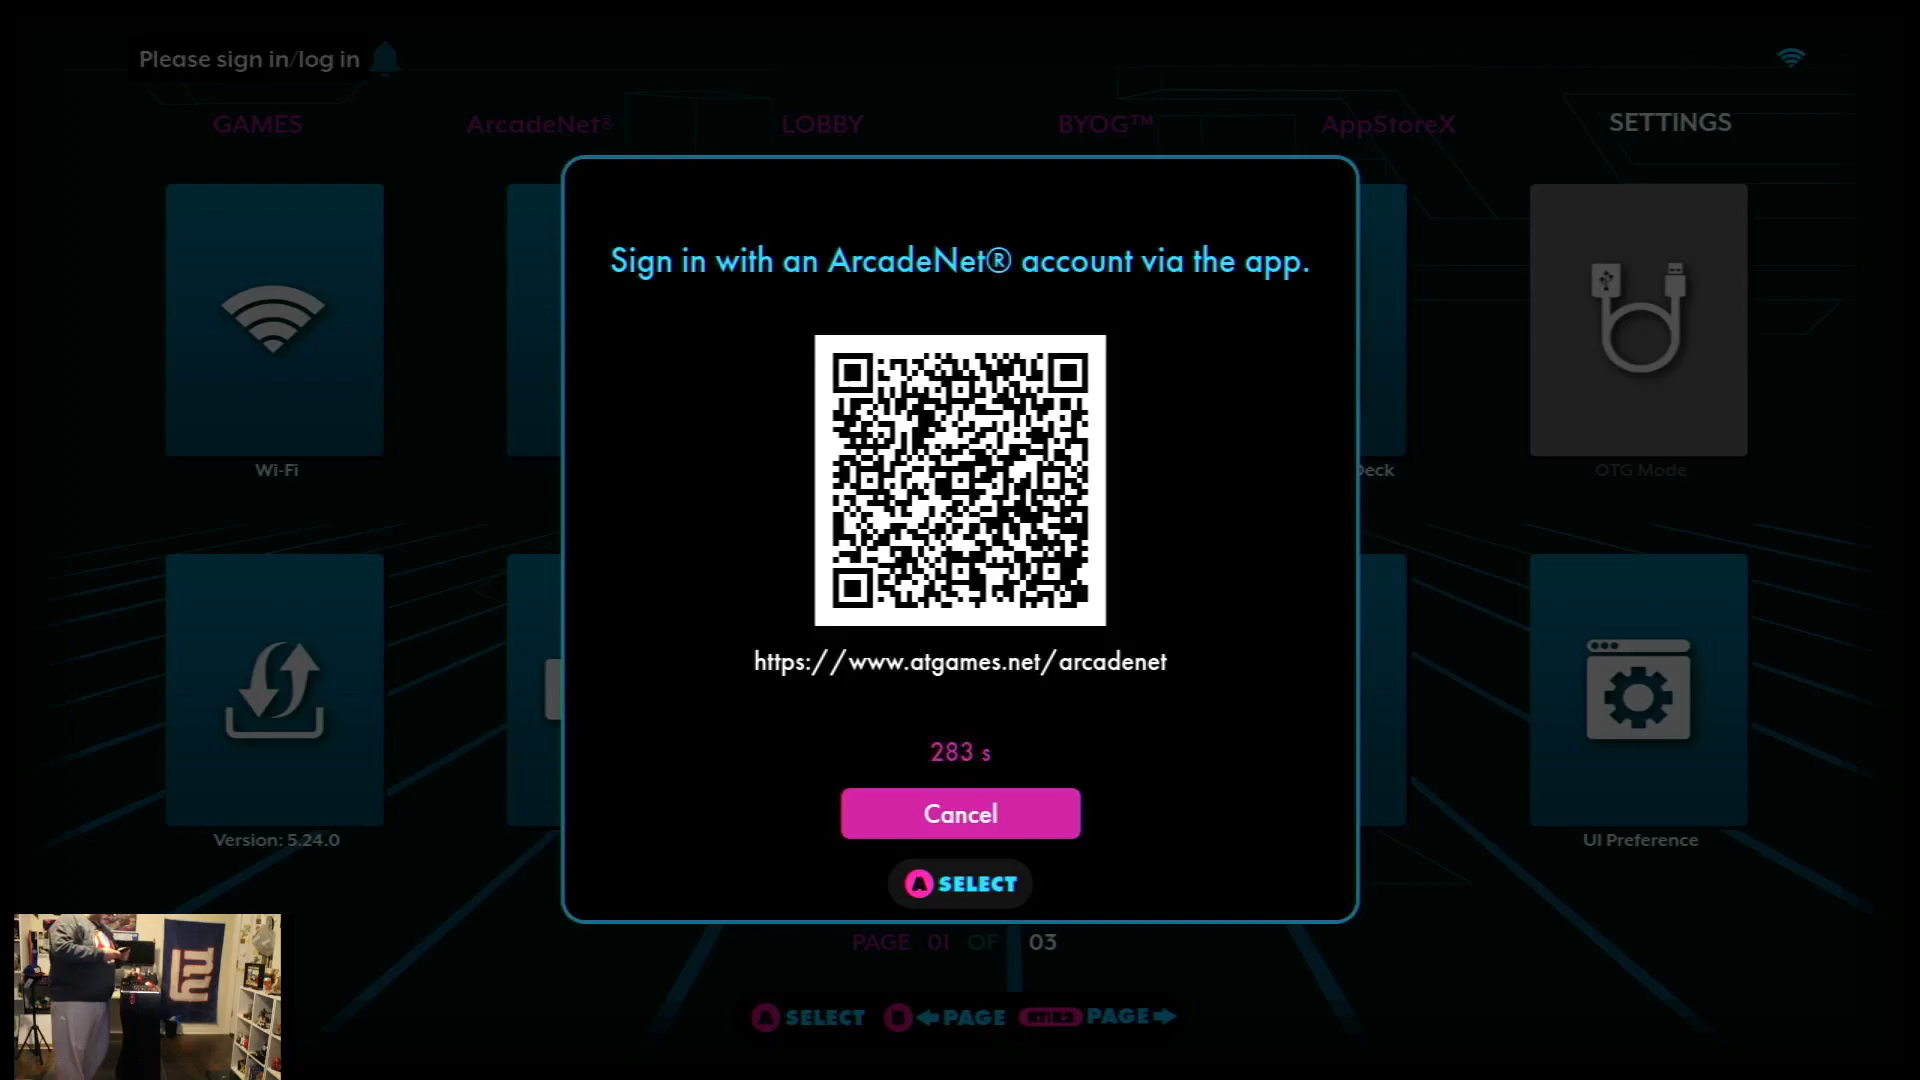 Please sign in/log in
GAMES
ArcadeNet®
LOBBY
BYOG™
AppStoreX
SETTINGS
Sign in with an ArcadeNet® account via the app.
Wi-Fi
Deck
OTG Mode
https://www.atgames.net/arcadenet
283 s
Cancel
Version: 5.24.0
UI Preference
A SELECT
PAGE 01 OF 03
A SELECT B PAGE PAGE
ny